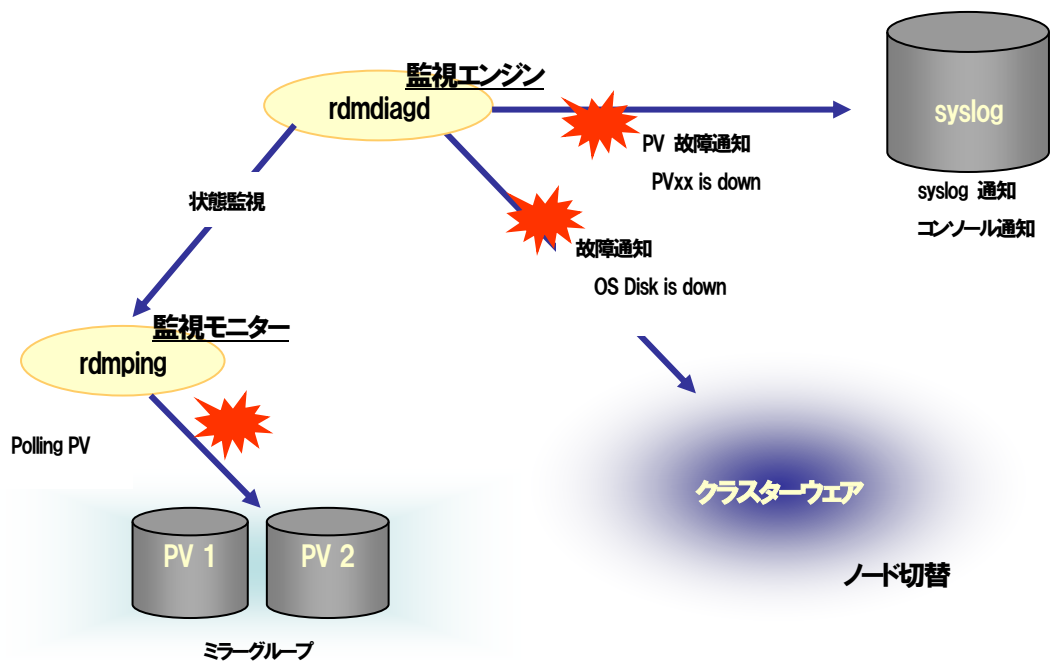 監視エンジン
rdmdiagd
syslog
PV 故障通知
PVxx is down
syslog 通知
コンソール通知
状態監視
故障通知
OS Disk is down
監視モニター
rdmping
Polling PV
クラスターウェア
ノード切替
PV 1
PV 2
ミラーグループ